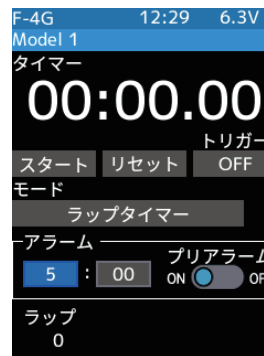 F-4G 12:29 6.3V
Model 1
タイマー
00:00.00
トリガー
スタート リセット OFF
モード
ラップタイマー
アラーム
プリアラーム
5 : 00 ON OF
ラップ
0